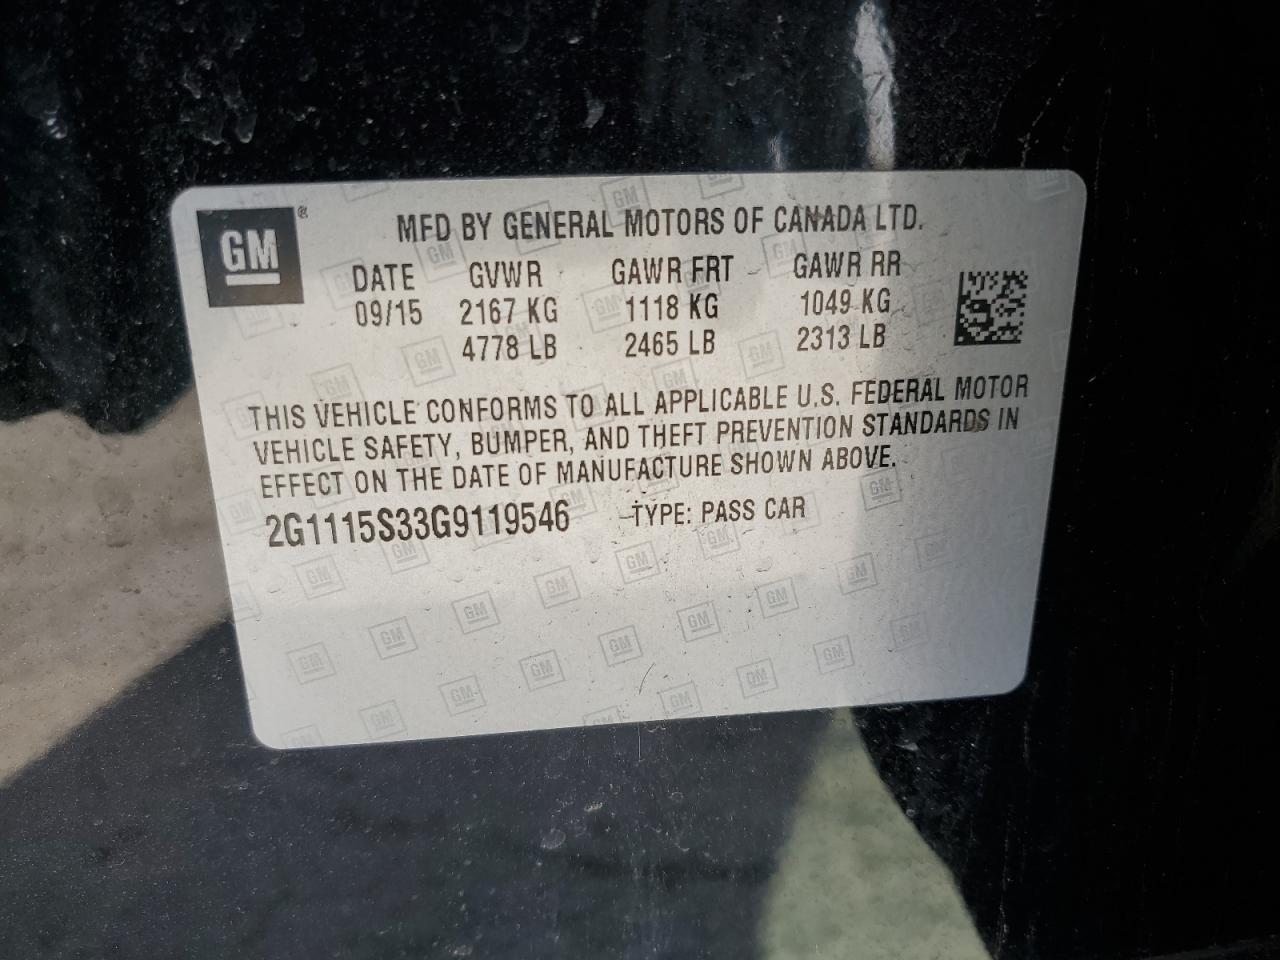 GM ®
MFD BY GENERAL MOTORS OF CANADA LTD.
DATE GVWR GAWR FRT GAWR RR
09/15 2167 KG 1118 KG 1049 KG
4778 LB 2465 LB 2313 LB
THIS VEHICLE CONFORMS TO ALL APPLICABLE U.S. FEDERAL MOTOR
VEHICLE SAFETY, BUMPER, AND THEFT PREVENTION STANDARDS IN
EFFECT ON THE DATE OF MANUFACTURE SHOWN ABOVE.
2G1115S33G9119546 TYPE: PASS CAR